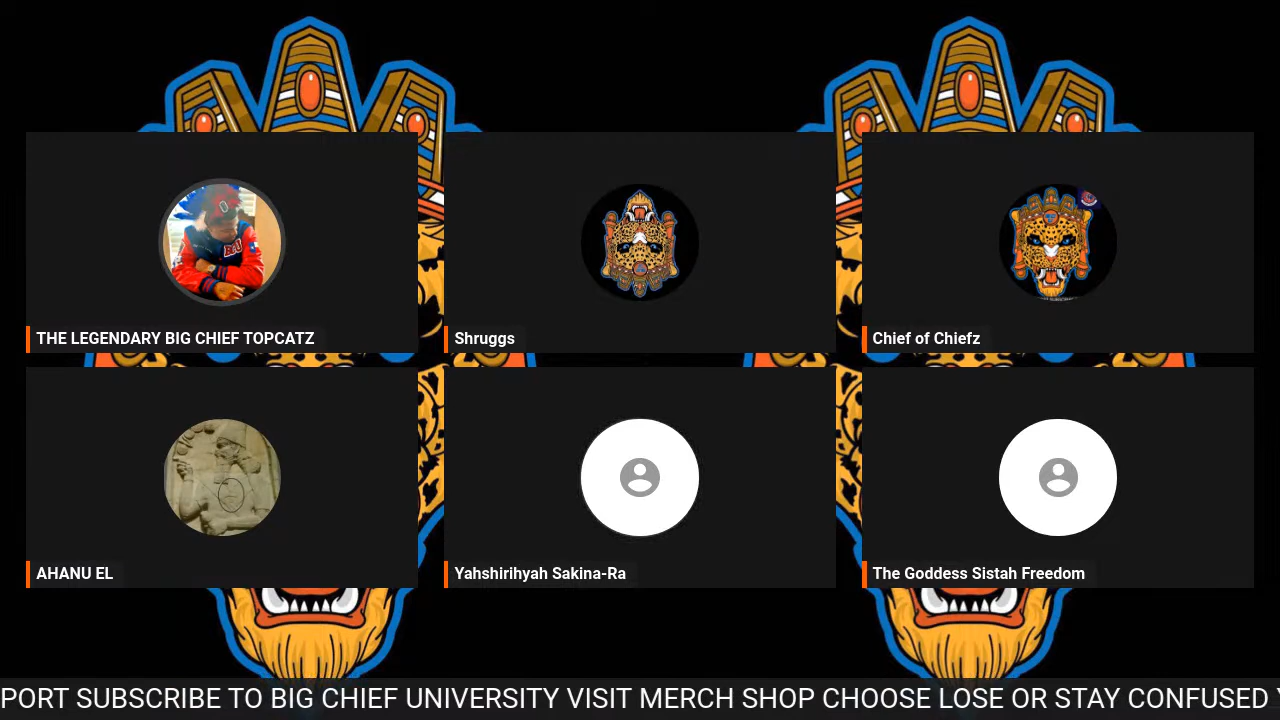 THE LEGENDARY BIG CHIEF TOPCATZ
Shruggs
Chief of Chiefz
AHANU EL
Yahshirihyah Sakina-Ra
The Goddess Sistah Freedom
PORT SUBSCRIBE TO BIG CHIEF UNIVERSITY VISIT MERCH SHOP CHOOSE LOSE OR STAY CONFUSED